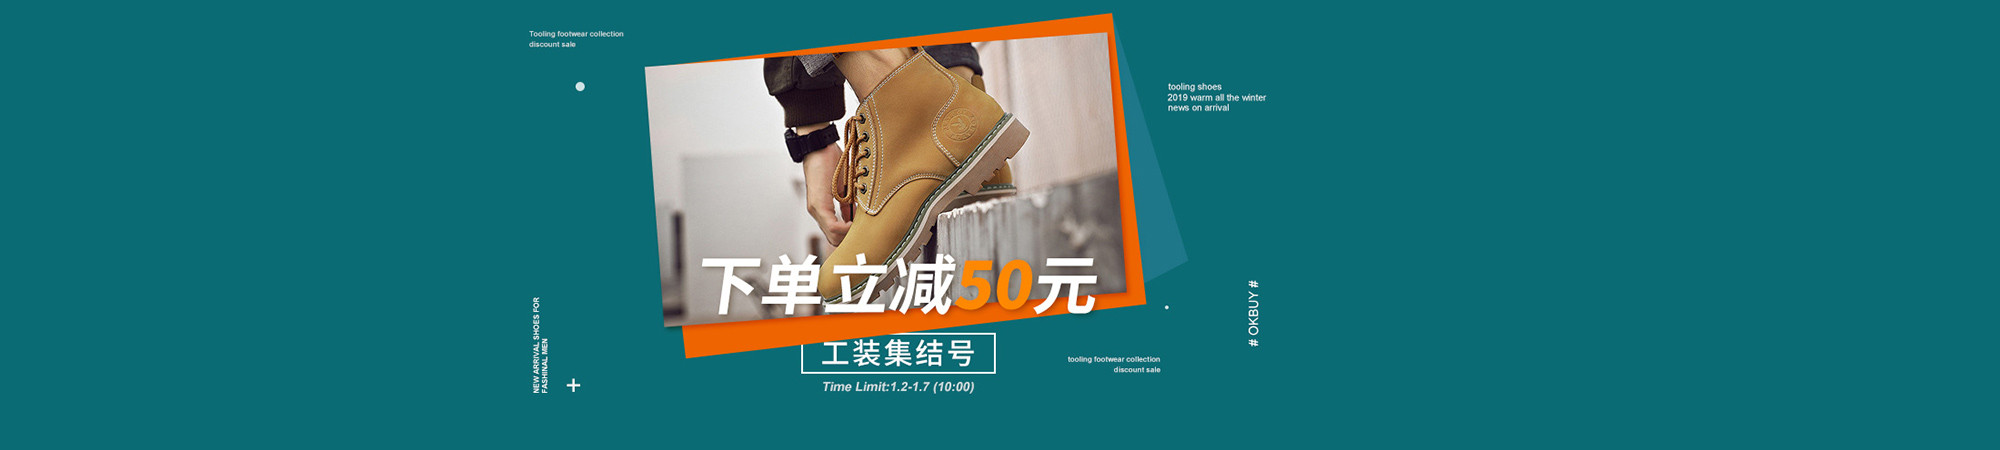 Tooling footwear collection
discount sale
tooling shoes
2019 warm all the winter
news on arrival
下单立减50元
工装集结号
Time Limit:1.2-1.7 (10:00)
tooling footwear collection
discount sale
NEW ARRIVAL SHOES FOR
FASHINAL MEN
# OKBUY #